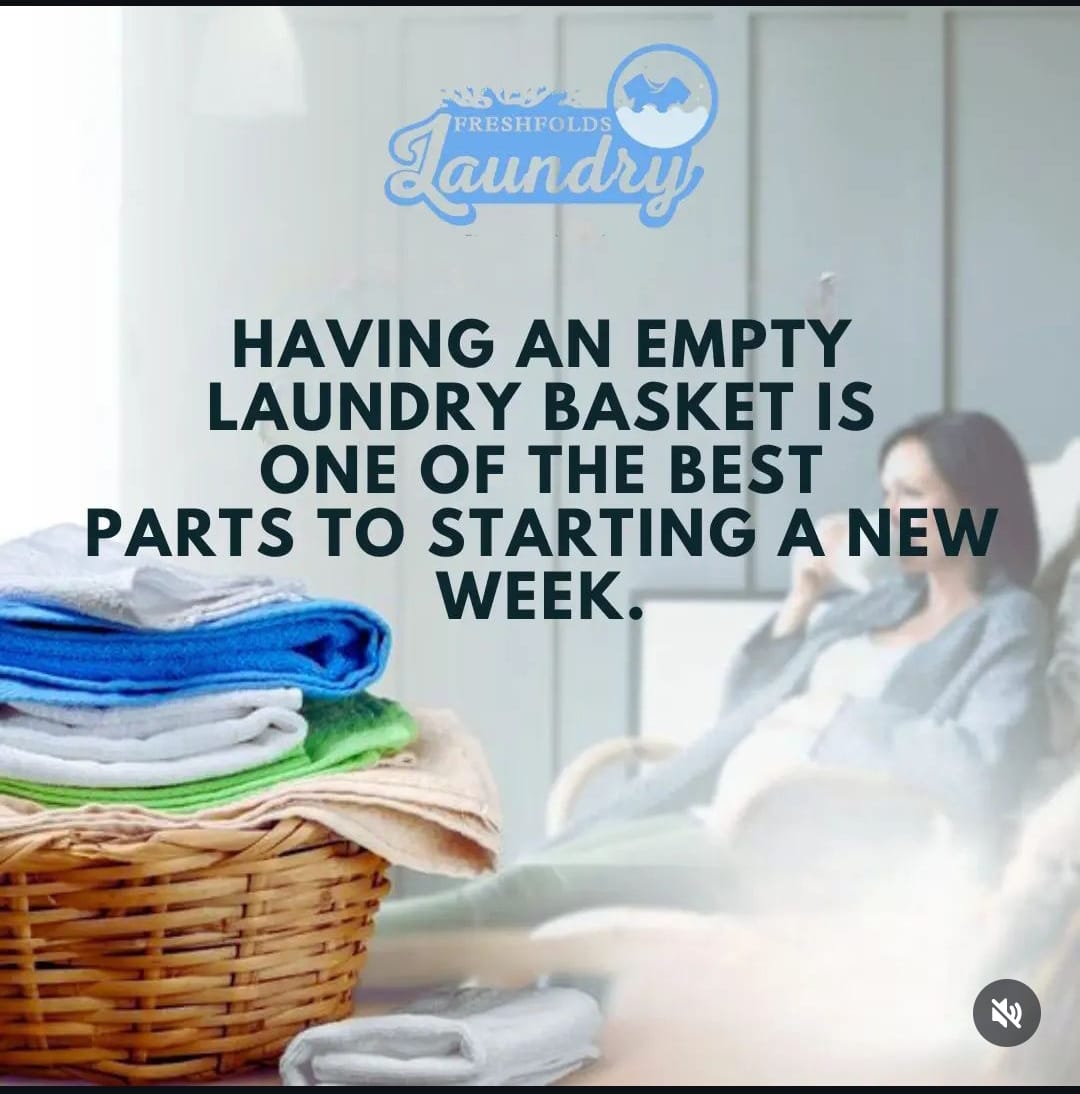 FRESHFOLDS
Laundry
HAVING AN EMPTY
LAUNDRY BASKET IS
ONE OF THE BEST
PARTS TO STARTING A NEW
WEEK.